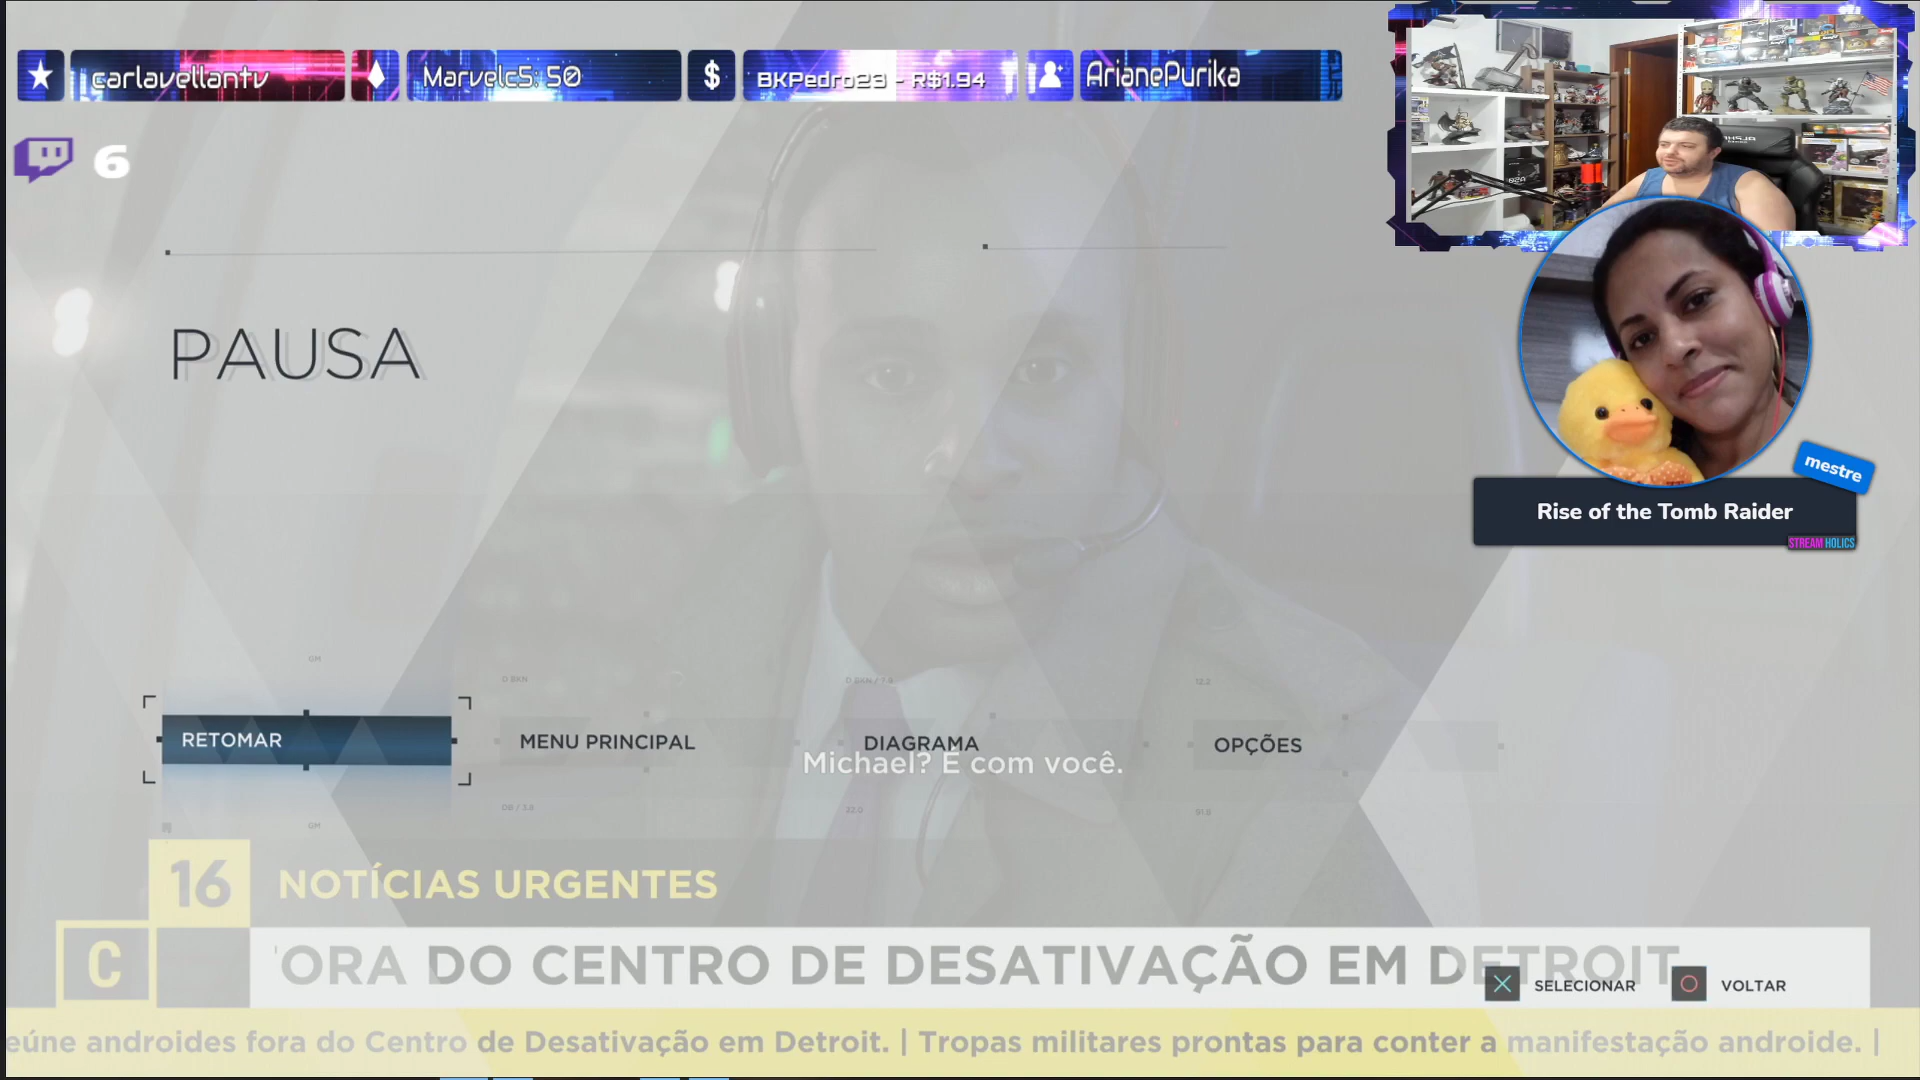 carlavellantv
MarvelcS: 50
$
BKPedro23 - R$1.94
ArianePurika
6
PAUSA
mestre
Rise of the Tomb Raider
STREAM HOLICS
RETOMAR
MENU PRINCIPAL
DIAGRAMA
OPÇÕES
Michael? É com você.
16
NOTÍCIAS URGENTES
C
ORA DO CENTRO DE DESATIVAÇÃO EM DETROIT
SELECIONAR
VOLTAR
eúne androides fora do Centro de Desativação em Detroit. | Tropas militares prontas para conter a manifestação androide. |